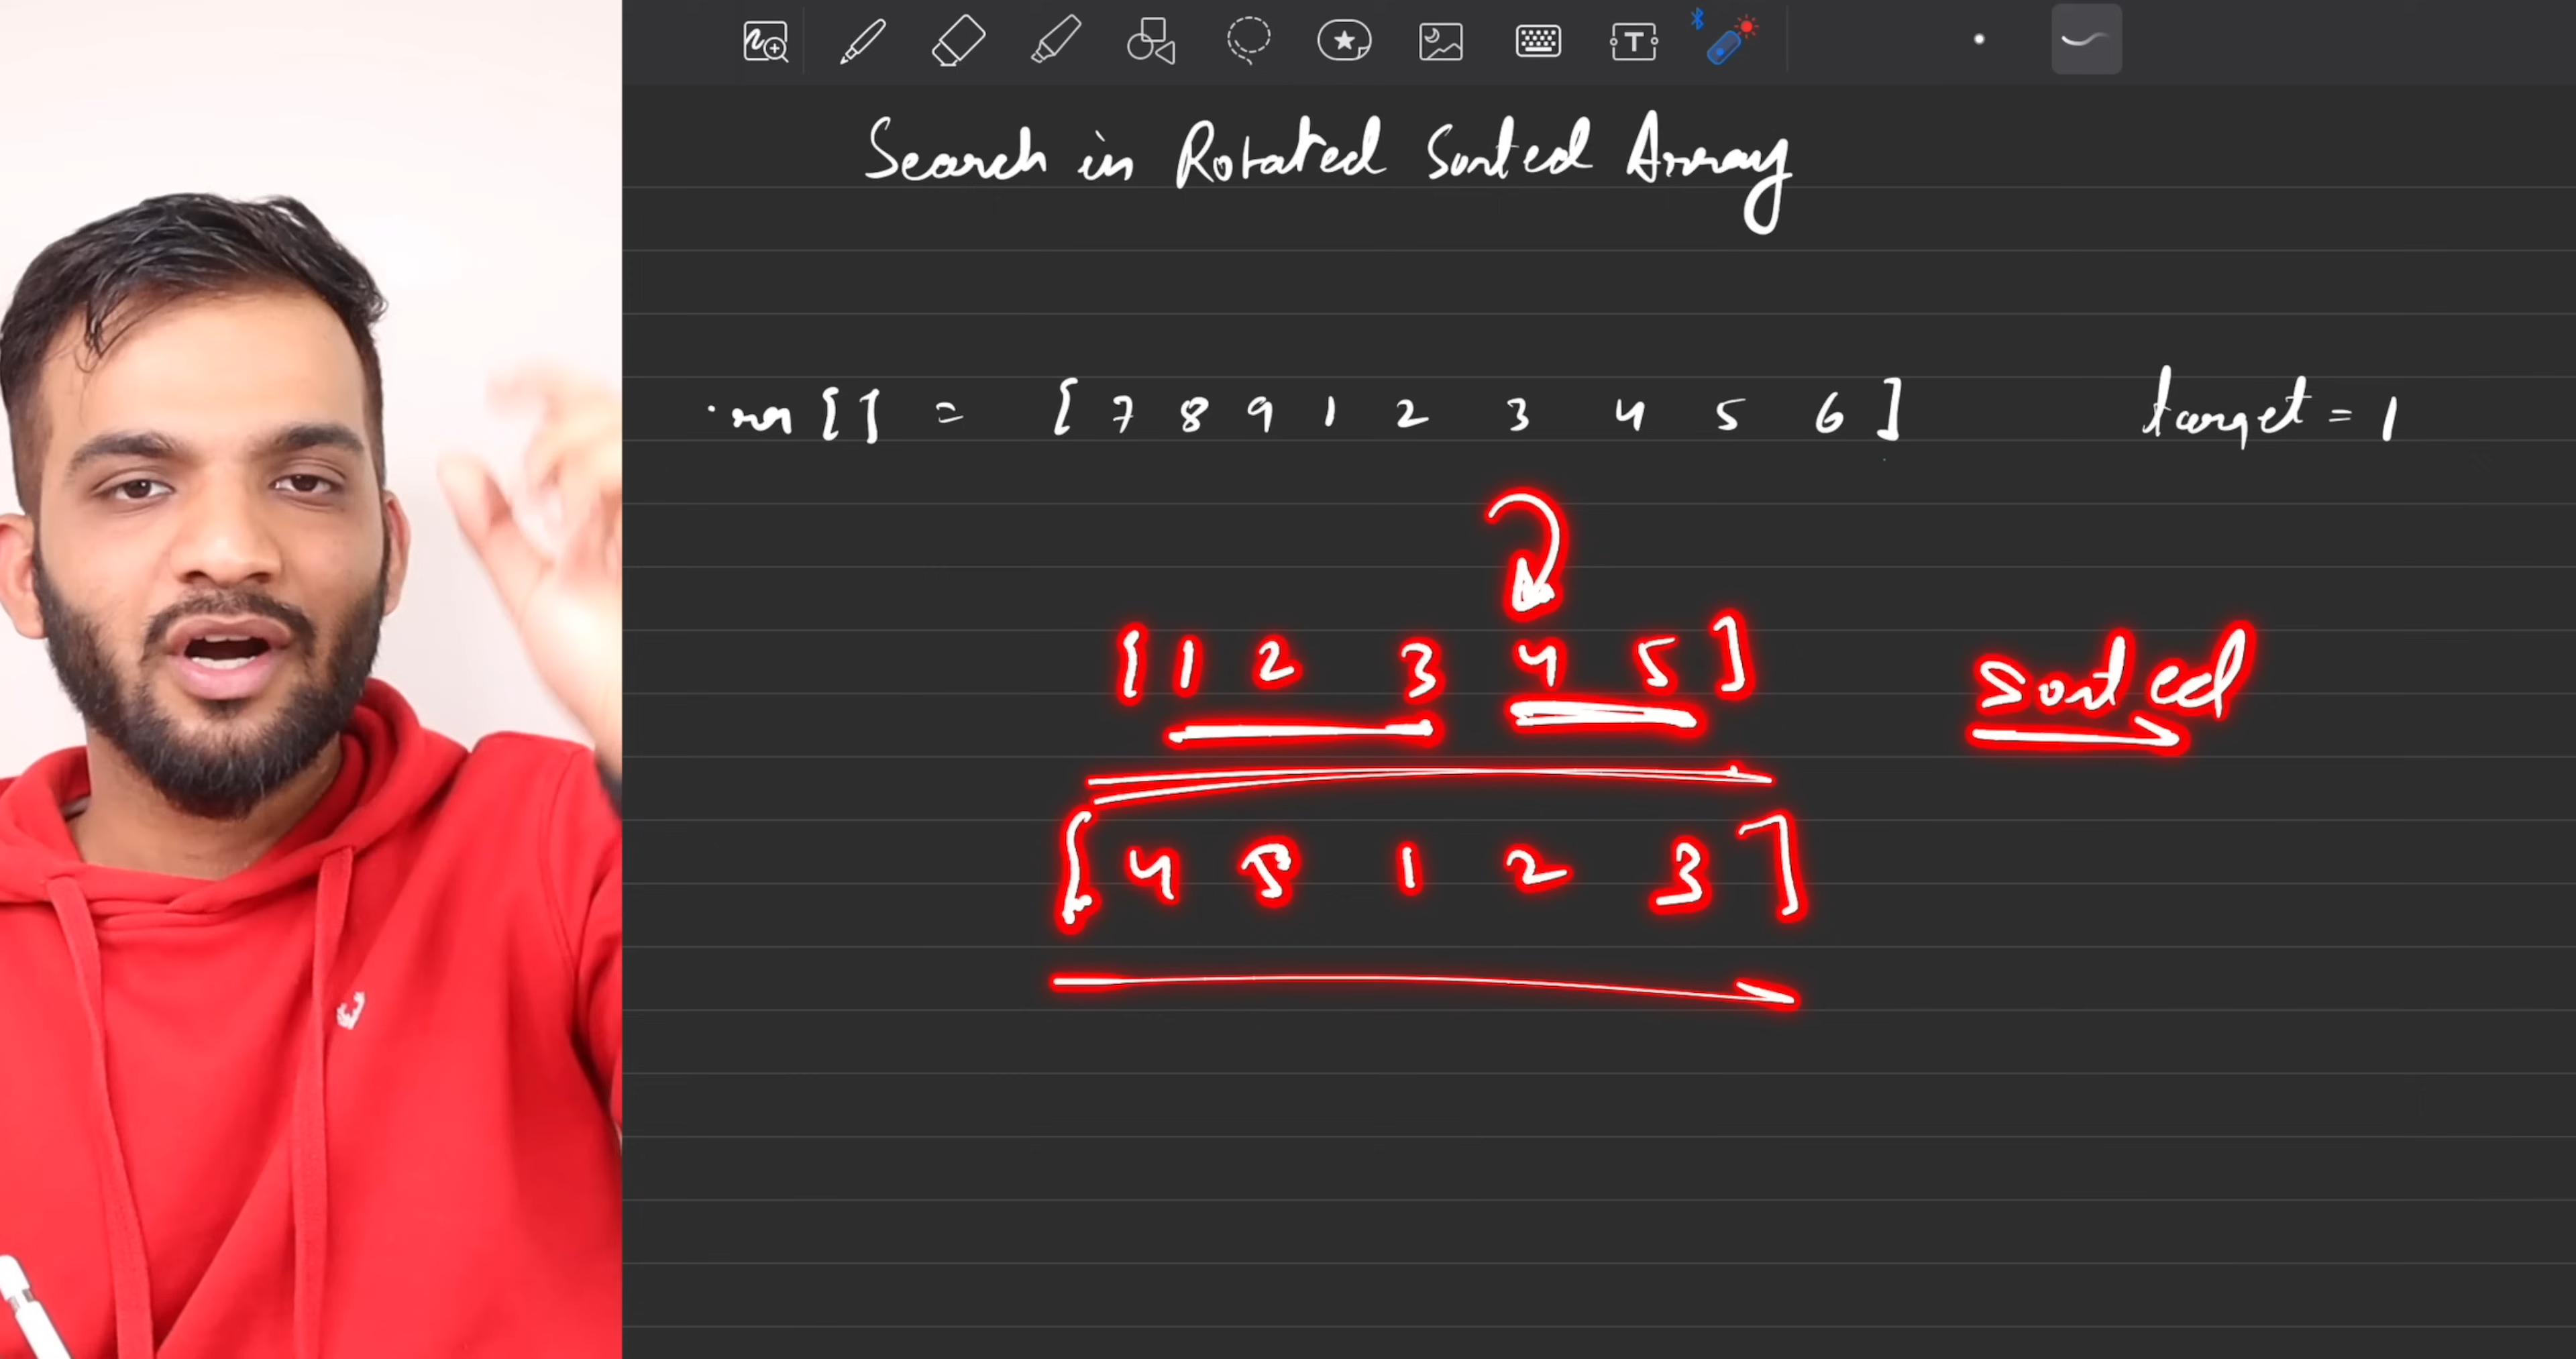 Search in Rotated Sorted Array
arr [] = [ 7 8 9 1 2 3 4 5 6 ] target = 1
[ 1 2 3 4 5 ] Sorted
[ 4 5 1 2 3 ]